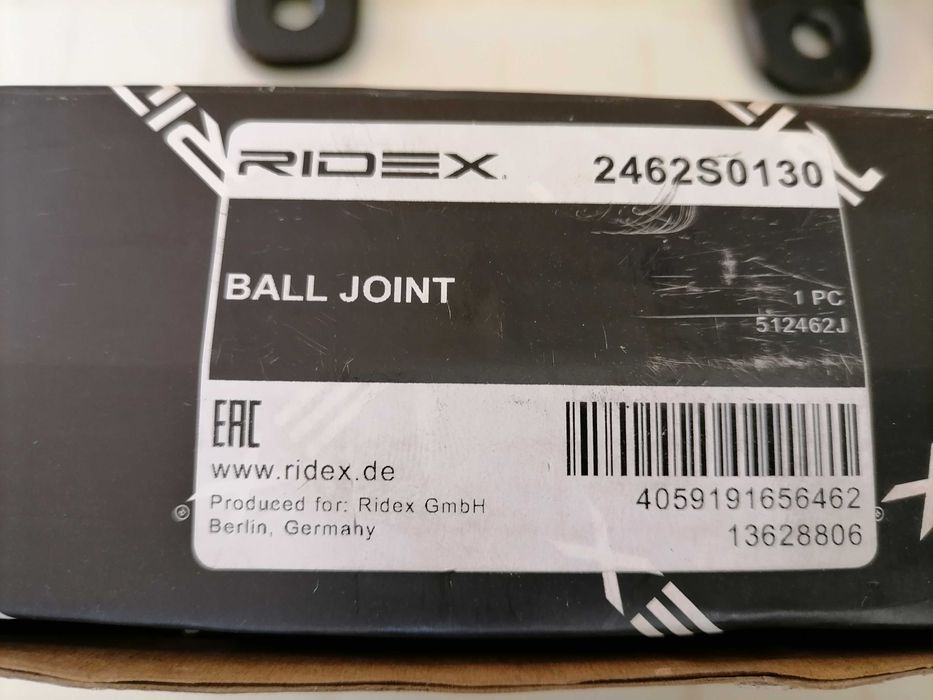 RIDEX 2462S0130
BALL JOINT
1 PC
512462J
EAC
www.ridex.de
Produced for: Ridex GmbH
Berlin, Germany
4059191656462
13628806